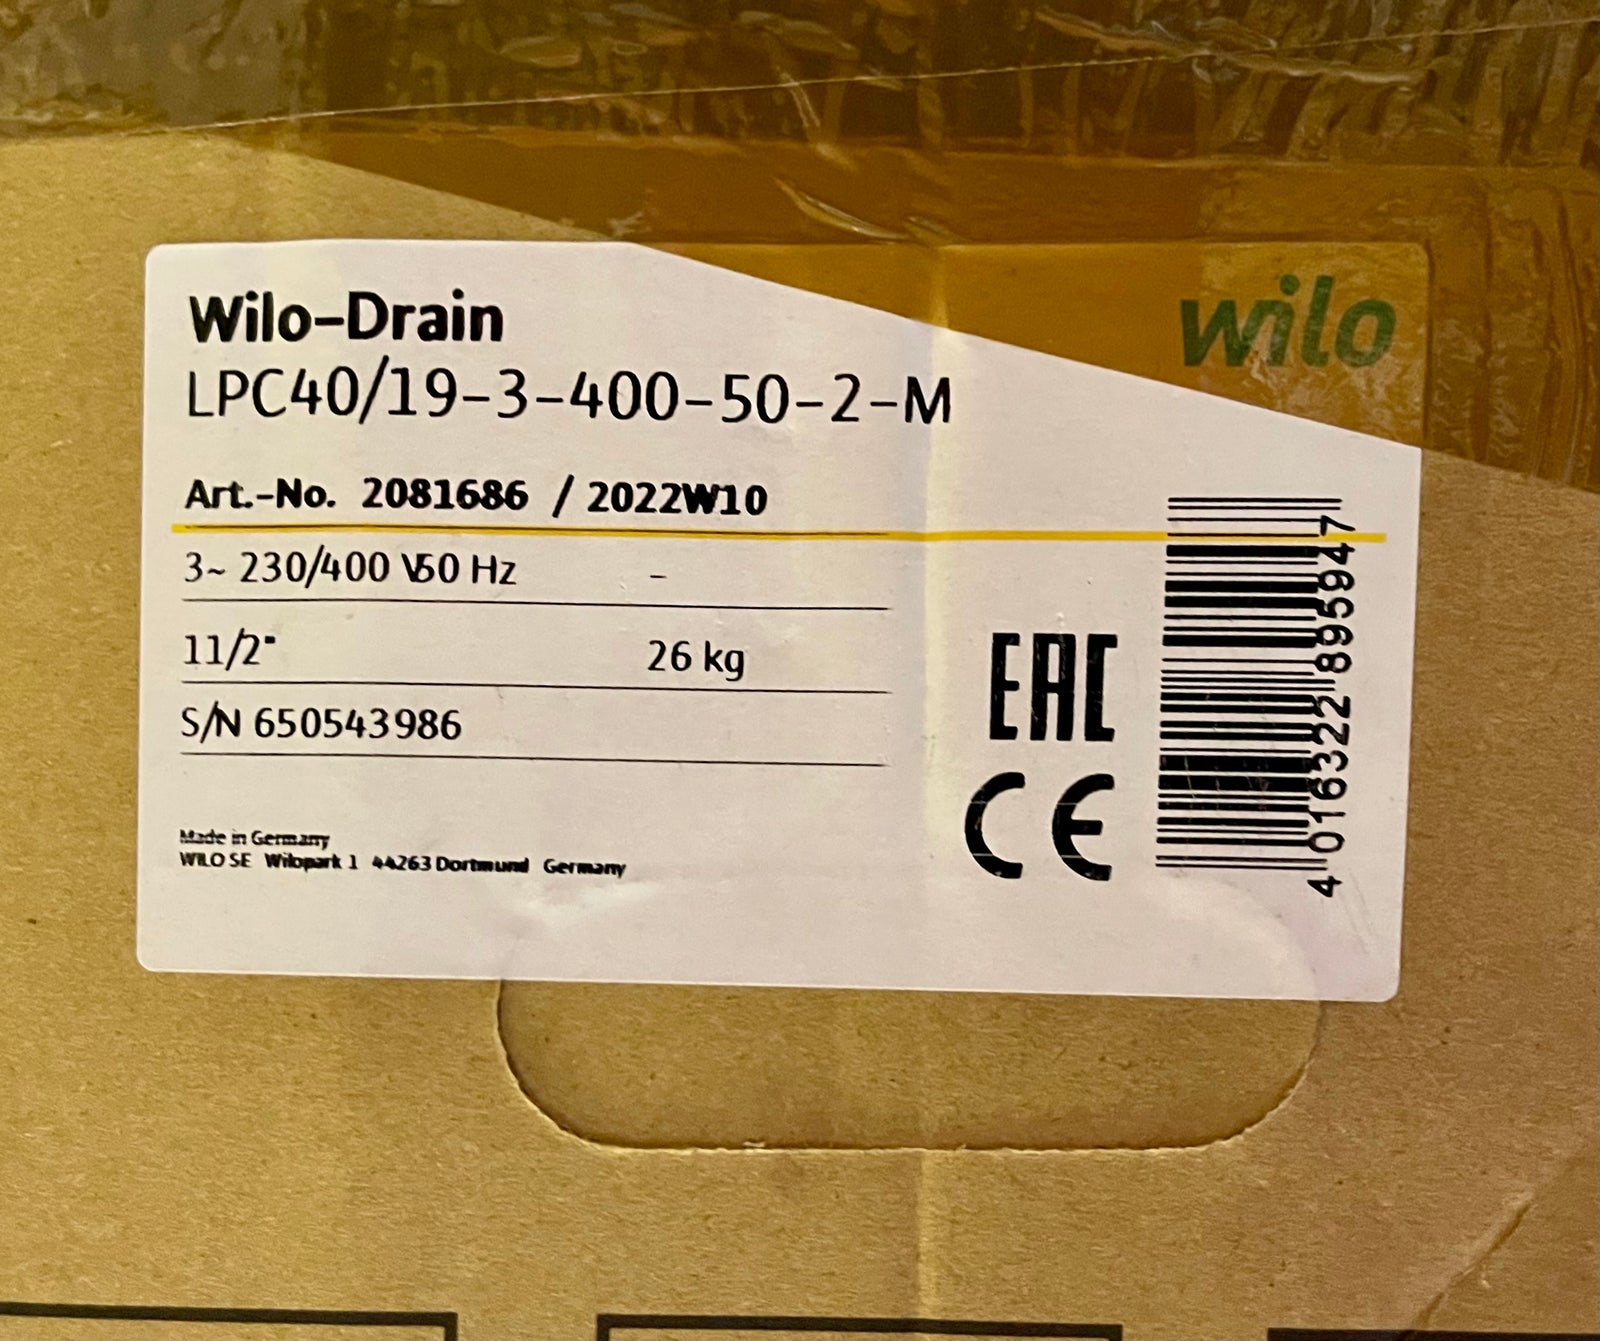 wilo
Wilo-Drain
LPC40/19-3-400-50-2-M
Art.-No. 2081686 / 2022W10
3~ 230/400 V50 Hz -
11/2"
26 kg
S/N 650543986
EAC
CE
Made in Germany
WILO SE Wilopark 1 44263 Dortmund Germany
4 016322 895947